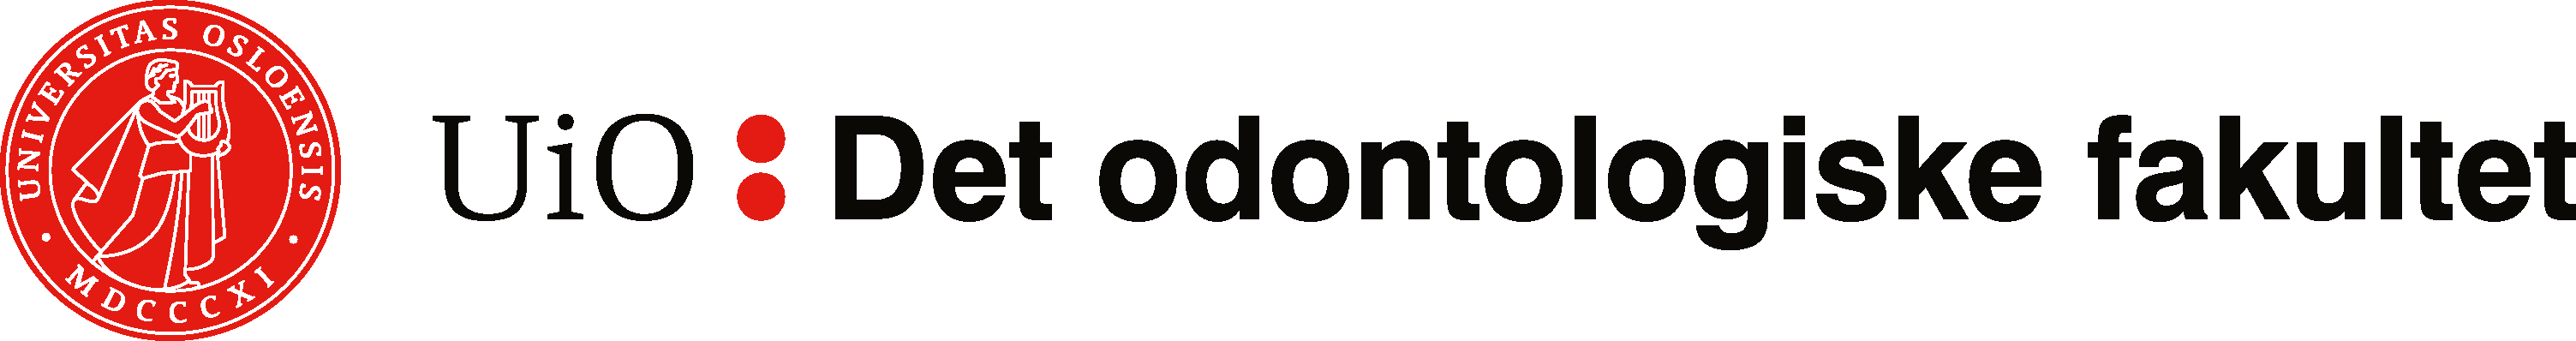 UNIVERSITAS OSLOENSIS
MDCCCXI
UiO : Det odontologiske fakultet